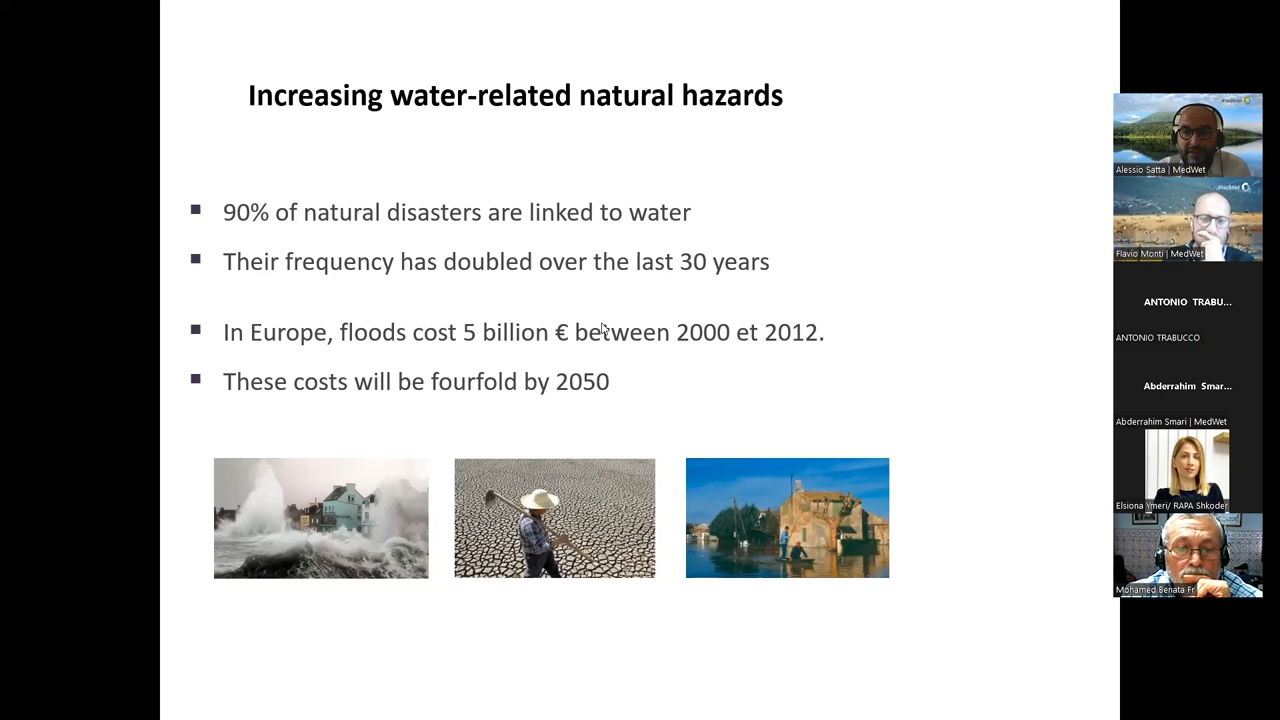 Increasing water-related natural hazards
90% of natural disasters are linked to water
Their frequency has doubled over the last 30 years
In Europe, floods cost 5 billion € between 2000 et 2012.
These costs will be fourfold by 2050
MedWet
Alessio Satta | MedWet
MedWet
Flavio Monti | MedWet
ANTONIO TRABU...
ANTONIO TRABUCCO
Abderrahim Smar...
Abderrahim Smari | MedWet
Elsiona Ymeri/ RAPA Shkoder
Mohamed Benata Fr